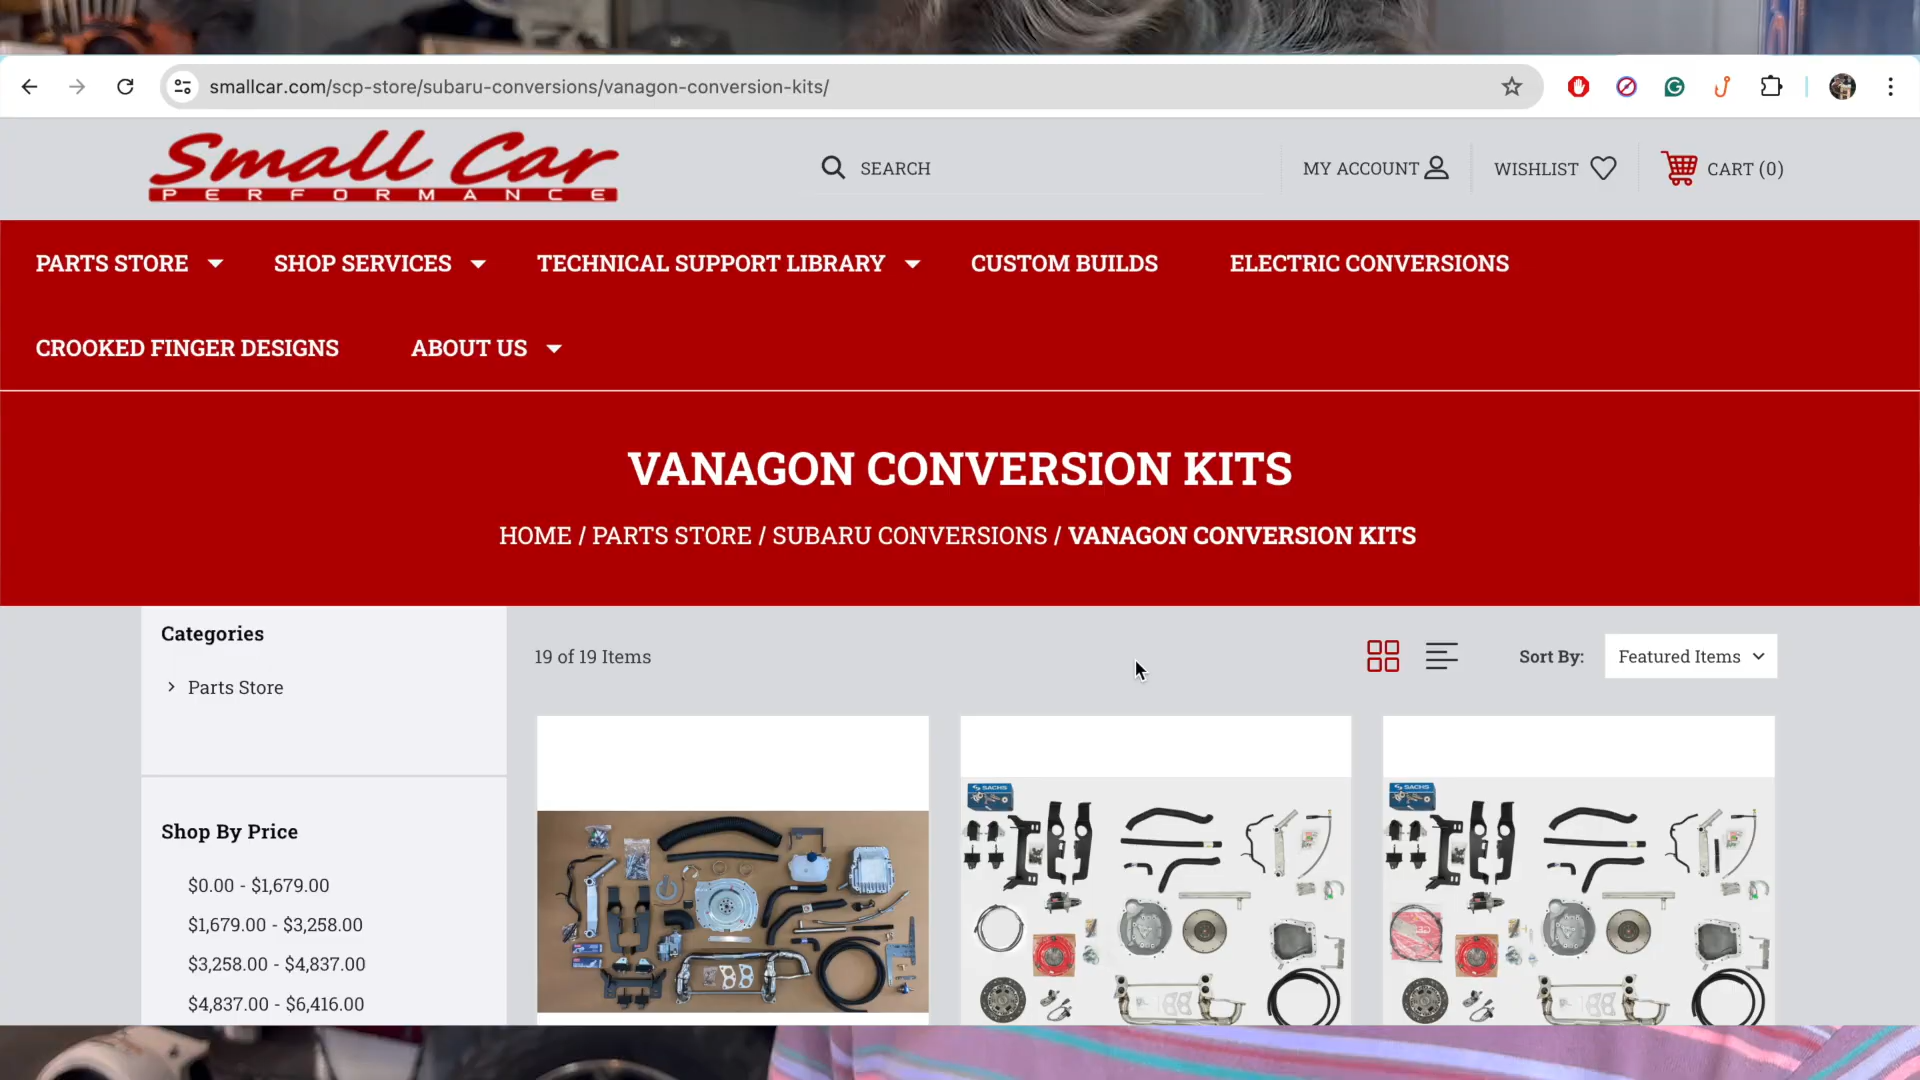 smallcar.com/scp-store/subaru-conversions/vanagon-conversion-kits/
Small Car
PERFORMANCE
SEARCH
MY ACCOUNT
WISHLIST
CART (0)
PARTS STORE
SHOP SERVICES
TECHNICAL SUPPORT LIBRARY
CUSTOM BUILDS
ELECTRIC CONVERSIONS
CROOKED FINGER DESIGNS
ABOUT US
VANAGON CONVERSION KITS
HOME / PARTS STORE / SUBARU CONVERSIONS / VANAGON CONVERSION KITS
Categories
Parts Store
19 of 19 Items
Sort By:
Featured Items
Shop By Price
$0.00 - $1,679.00
$1,679.00 - $3,258.00
$3,258.00 - $4,837.00
$4,837.00 - $6,416.00
SACHS
SACHS